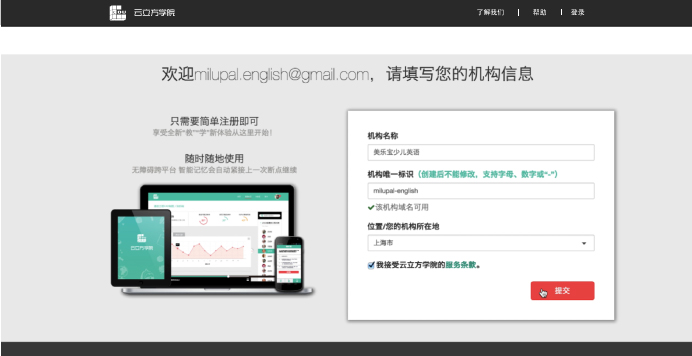 云立方学院
了解我们 | 帮助 | 登录
欢迎milupal.english@gmail.com，请填写您的机构信息
只需要简单注册即可
享受全新“教”“学”新体验从这里开始！
随时随地使用
无障碍跨平台 智能记忆会自动紧接上一次断点继续
云立方学院
机构名称
美乐宝少儿英语
机构唯一标识（创建后不能修改，支持字母、数字或“-”）
milupal-english
该机构域名可用
位置/您的机构所在地
上海市
我接受云立方学院的服务条款。
提交